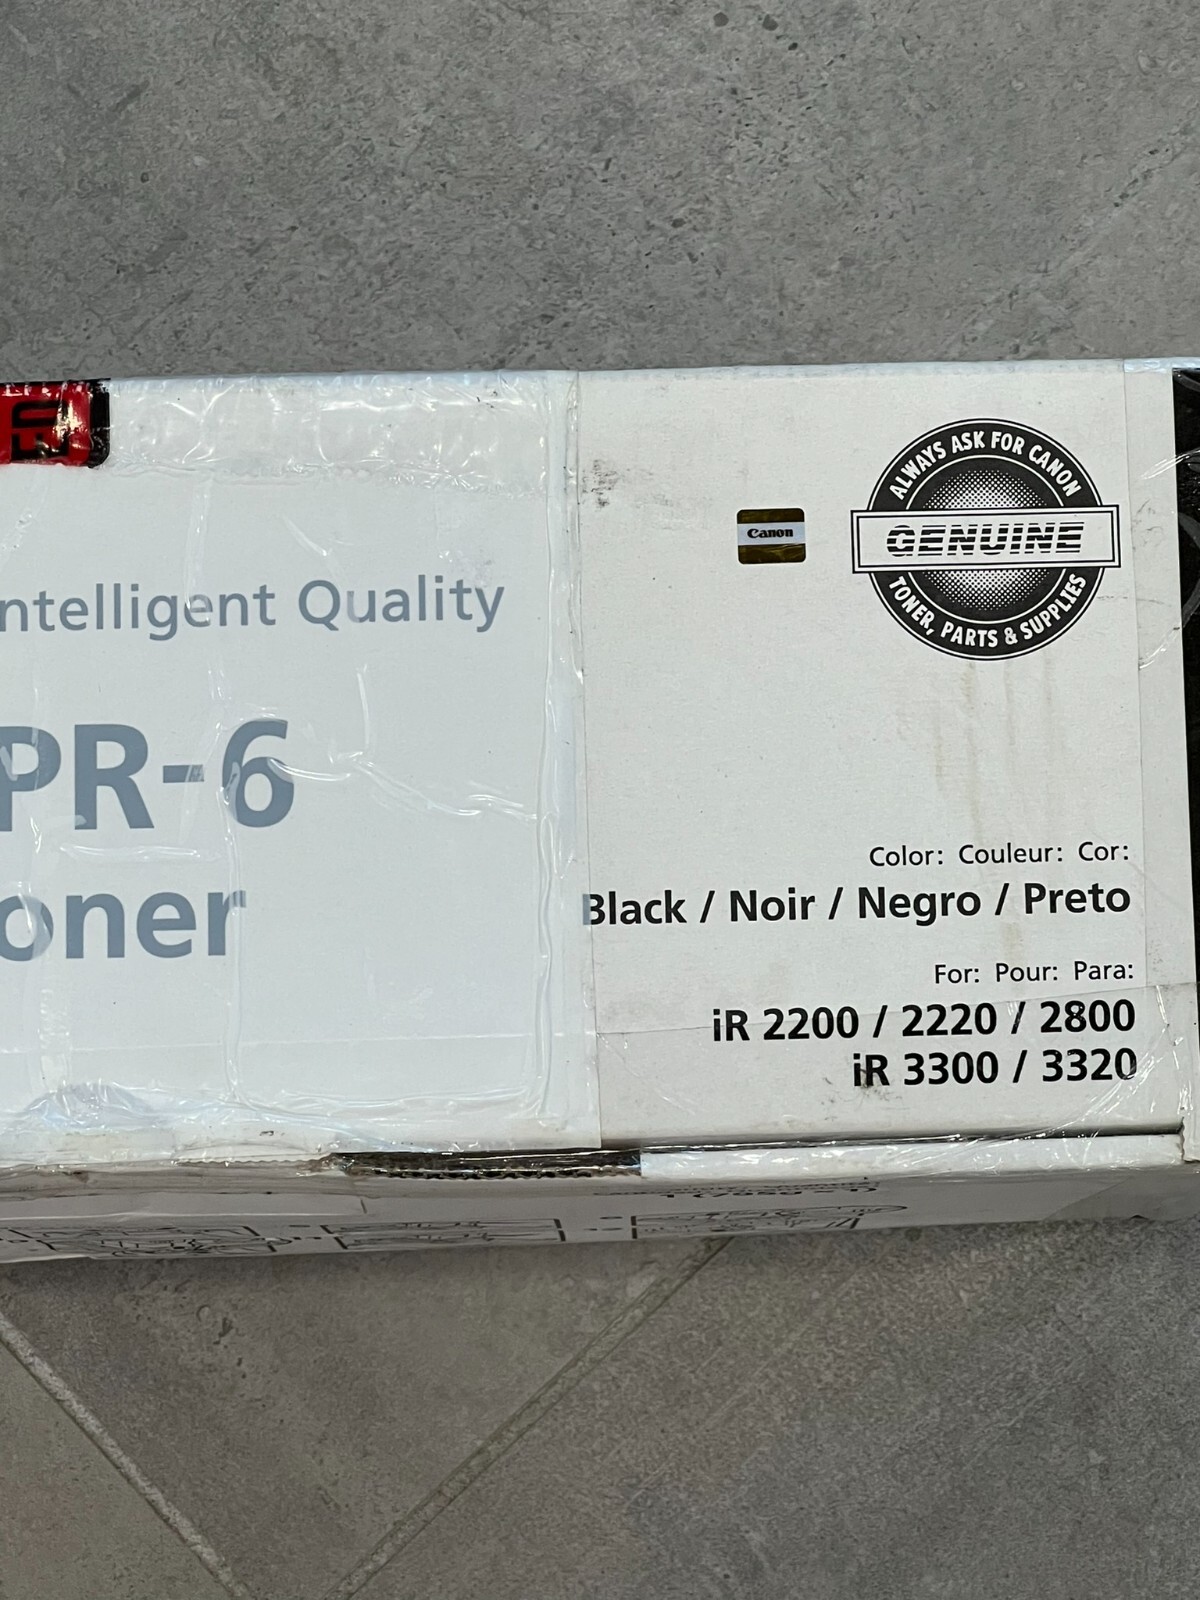 ntelligent Quality
PR-6
oner
Canon
ALWAYS ASK FOR CANON
GENUINE
TONER, PARTS & SUPPLIES
Color: Couleur: Cor:
Black / Noir / Negro / Preto
For: Pour: Para:
iR 2200 / 2220 / 2800
iR 3300 / 3320